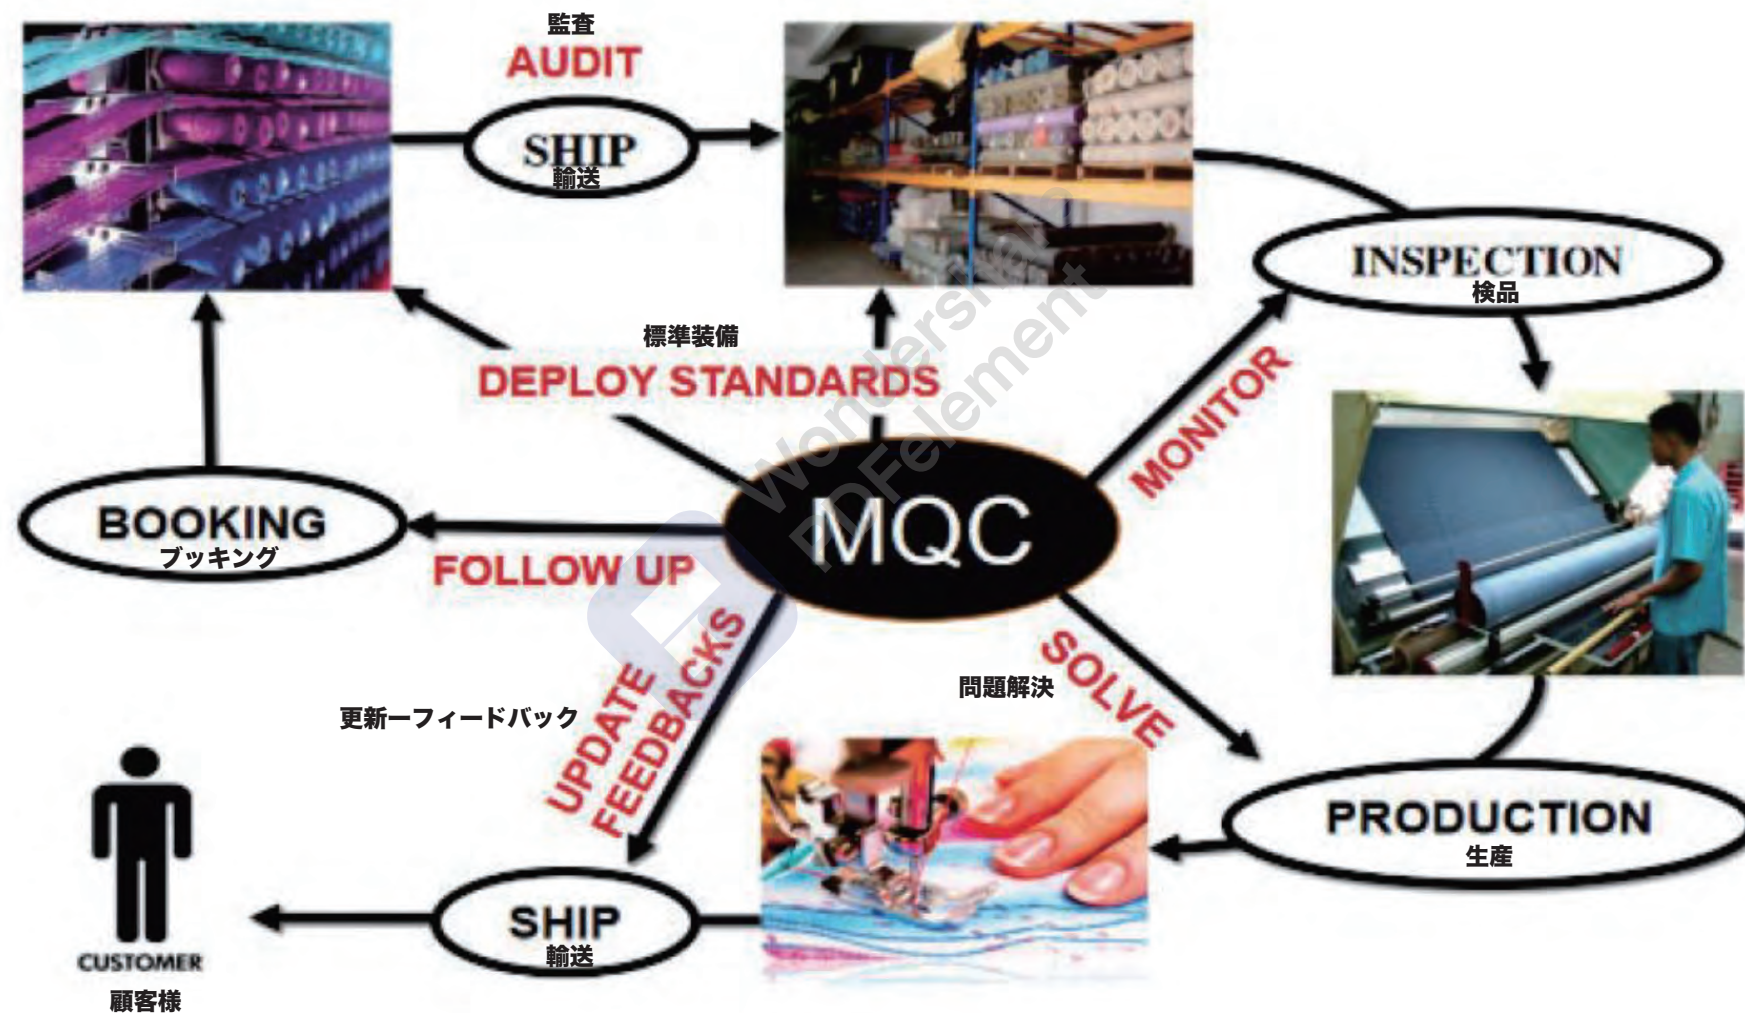 監査
AUDIT
SHIP
輸送
INSPECTION
検品
標準装備
DEPLOY STANDARDS
MONITOR
MQC
BOOKING
ブッキング
FOLLOW UP
UPDATE
FEEDBACKS
更新ーフィードバック
SOLVE
問題解決
PRODUCTION
生産
SHIP
輸送
CUSTOMER
顧客様
Wondershare
PDFelement